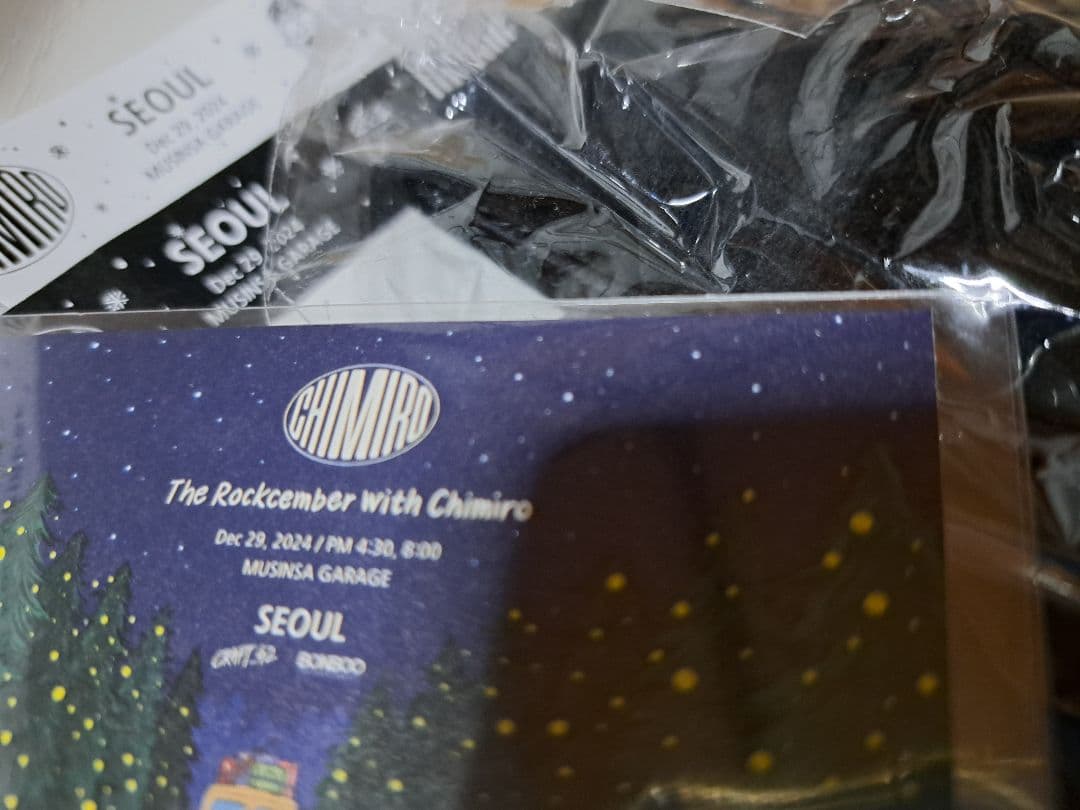 SEOUL
Dec 29, 2024
MUSINSA GARAGE
SEOUL
Dec 29, 2024
MUSINSA GARAGE
CHIMIRO
The Rockcember with Chimiro
Dec 29, 2024 / PM 4:30, 8:00
MUSINSA GARAGE
SEOUL